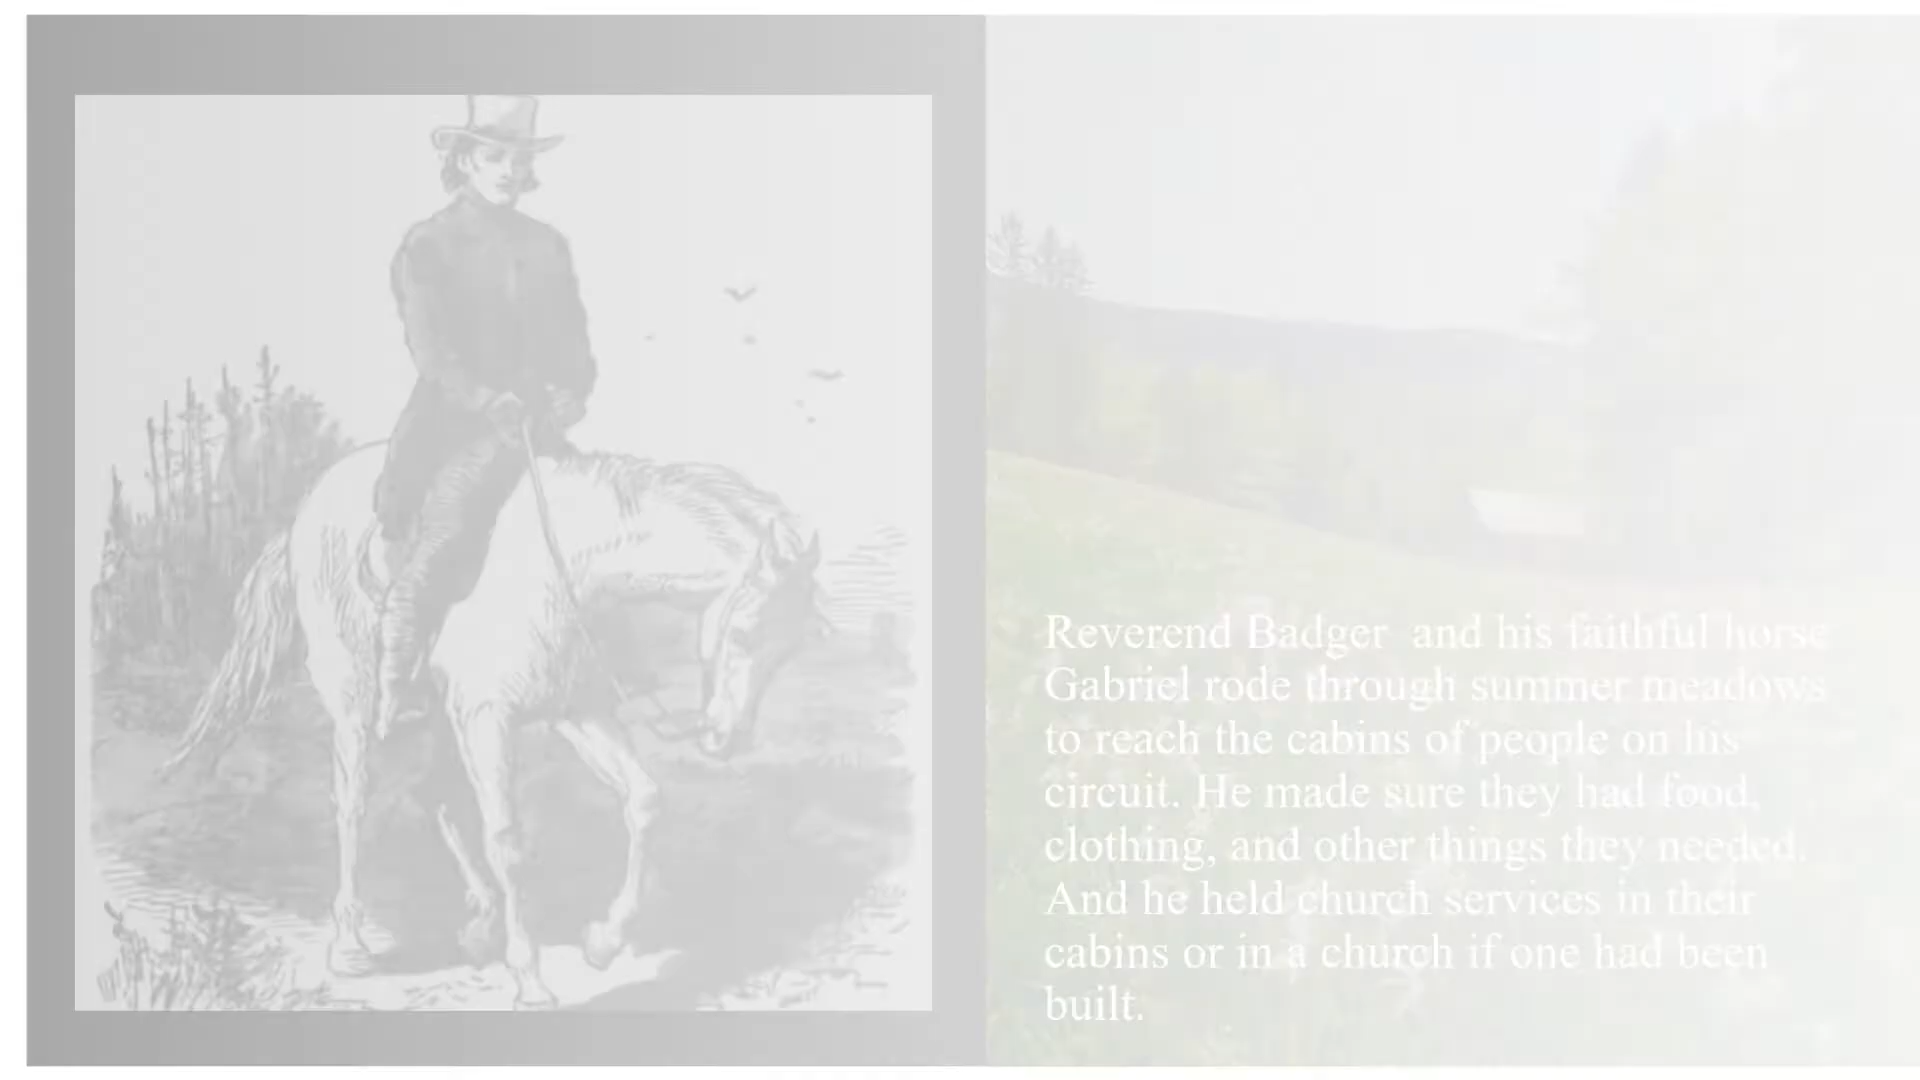 Reverend Badger  and his faithful horse
Gabriel rode through summer meadows
to reach the cabins of people on his
circuit. He made sure they had food,
clothing, and other things they needed.
And he held church services in their
cabins or in a church if one had been
built.